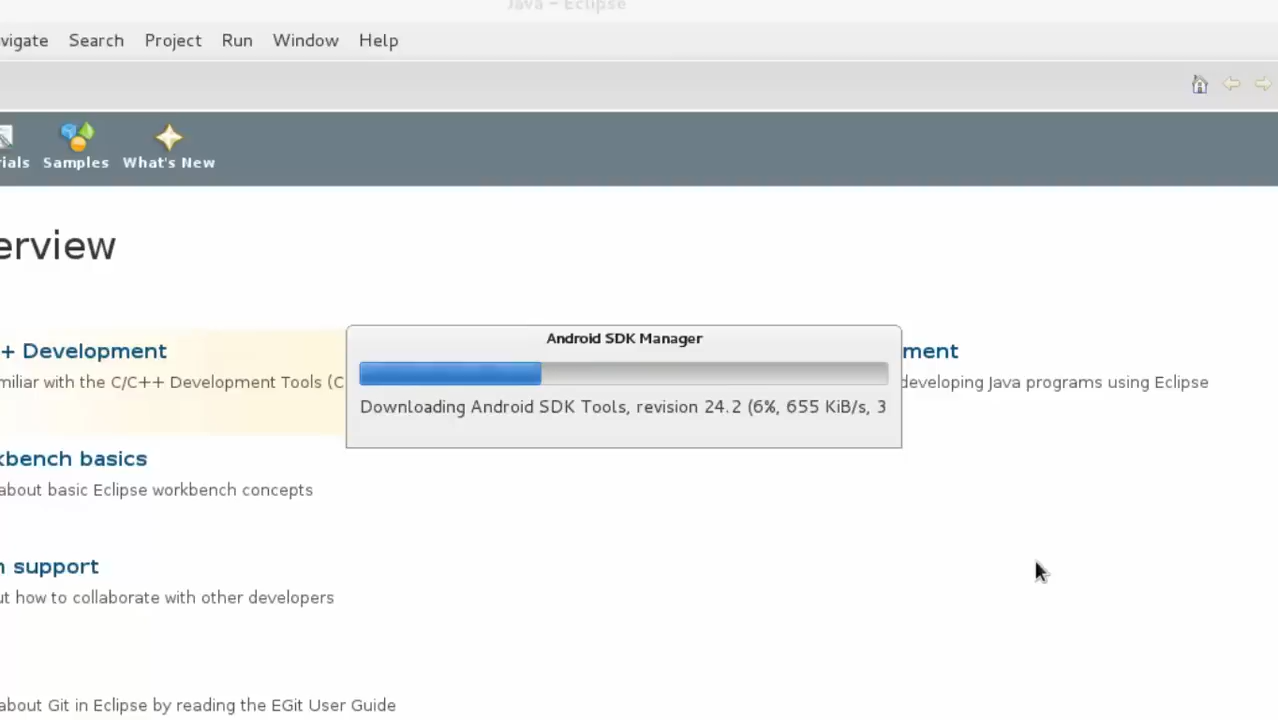 Java - Eclipse
vigate Search Project Run Window Help
ials Samples What's New
erview
+ Development
miliar with the C/C++ Development Tools (C
Android SDK Manager
Downloading Android SDK Tools, revision 24.2 (6%, 655 KiB/s, 3
ment
developing Java programs using Eclipse
kbench basics
about basic Eclipse workbench concepts
n support
ut how to collaborate with other developers
about Git in Eclipse by reading the EGit User Guide